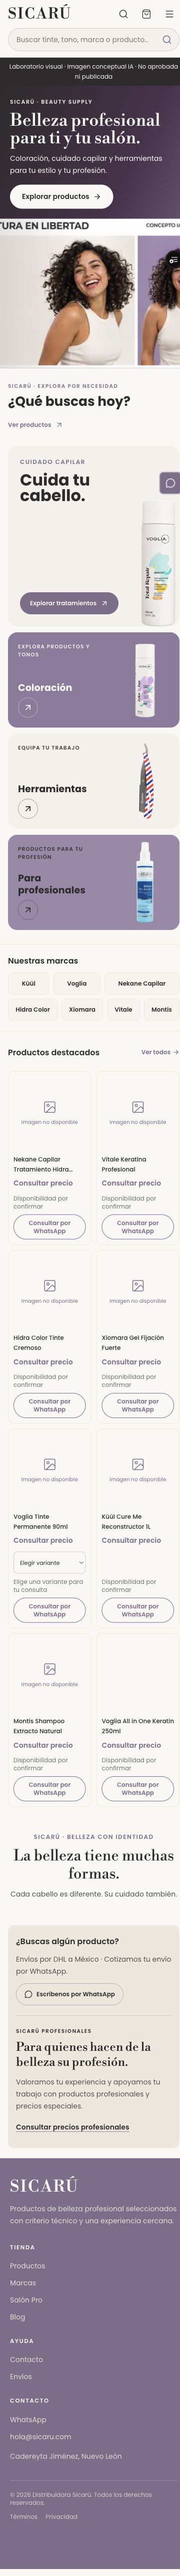 SICARÚ
Buscar tinte, tono, marca o producto...
Laboratorio visual · Imagen conceptual IA · No aprobada
ni publicada
SICARÚ · BEAUTY SUPPLY
Belleza profesional
para ti y tu salón.
Coloración, cuidado capilar y herramientas
para tu estilo y tu profesión.
Explorar productos →
TURA EN LIBERTAD
CONCEPTO
SICARÚ · EXPLORA POR NECESIDAD
¿Qué buscas hoy?
Ver productos ↗
CUIDADO CAPILAR
Cuida tu
cabello.
VOGLIA
Total Repair
Explorar tratamientos ↗
EXPLORA PRODUCTOS Y
TONOS
Coloración
EQUIPA TU TRABAJO
Herramientas
PRODUCTOS PARA TU
PROFESIÓN
Para
profesionales
Nuestras marcas
Küül
Voglia
Nekane Capilar
Hidra Color
Xiomara
Vitale
Montis
Productos destacados
Ver todos →
Imagen no disponible
Nekane Capilar
Tratamiento Hidra...
Consultar precio
Disponibilidad por
confirmar
Consultar por
WhatsApp
Imagen no disponible
Vitale Keratina
Profesional
Consultar precio
Disponibilidad por
confirmar
Consultar por
WhatsApp
Imagen no disponible
Hidra Color Tinte
Cremoso
Consultar precio
Disponibilidad por
confirmar
Consultar por
WhatsApp
Imagen no disponible
Xiomara Gel Fijación
Fuerte
Consultar precio
Disponibilidad por
confirmar
Consultar por
WhatsApp
Imagen no disponible
Voglia Tinte
Permanente 90ml
Consultar precio
Elegir variante
Elige una variante para
tu consulta
Consultar por
WhatsApp
Imagen no disponible
Küül Cure Me
Reconstructor 1L
Consultar precio
Disponibilidad por
confirmar
Consultar por
WhatsApp
Imagen no disponible
Montis Shampoo
Extracto Natural
Consultar precio
Disponibilidad por
confirmar
Consultar por
WhatsApp
Imagen no disponible
Voglia All in One Keratin
250ml
Consultar precio
Disponibilidad por
confirmar
Consultar por
WhatsApp
SICARÚ · BELLEZA CON IDENTIDAD
La belleza tiene muchas
formas.
Cada cabello es diferente. Su cuidado también.
¿Buscas algún producto?
Envíos por DHL a México · Cotizamos tu envío
por WhatsApp.
Escríbenos por WhatsApp
SICARÚ PROFESIONALES
Para quienes hacen de la
belleza su profesión.
Valoramos tu experiencia y apoyamos tu
trabajo con productos profesionales y
precios especiales.
Consultar precios profesionales
SICARÚ
Productos de belleza profesional seleccionados
con criterio técnico y una experiencia cercana.
TIENDA
Productos
Marcas
Salón Pro
Blog
AYUDA
Contacto
Envíos
CONTACTO
WhatsApp
hola@sicaru.com
Cadereyta Jiménez, Nuevo León
© 2026 Distribuidora Sicarú. Todos los derechos
reservados.
Términos
Privacidad